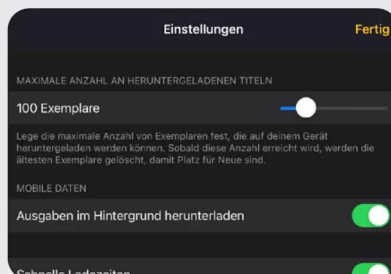 Einstellungen
Fertig
MAXIMALE ANZAHL AN HERUNTERGELADENEN TITELN
100 Exemplare
Lege die maximale Anzahl von Exemplaren fest, die auf deinem Gerät
heruntergeladen werden können. Sobald diese Anzahl erreicht wird, werden die
ältesten Exemplare gelöscht, damit Platz für Neue sind.
MOBILE DATEN
Ausgaben im Hintergrund herunterladen
Schnelle Ladezeiten